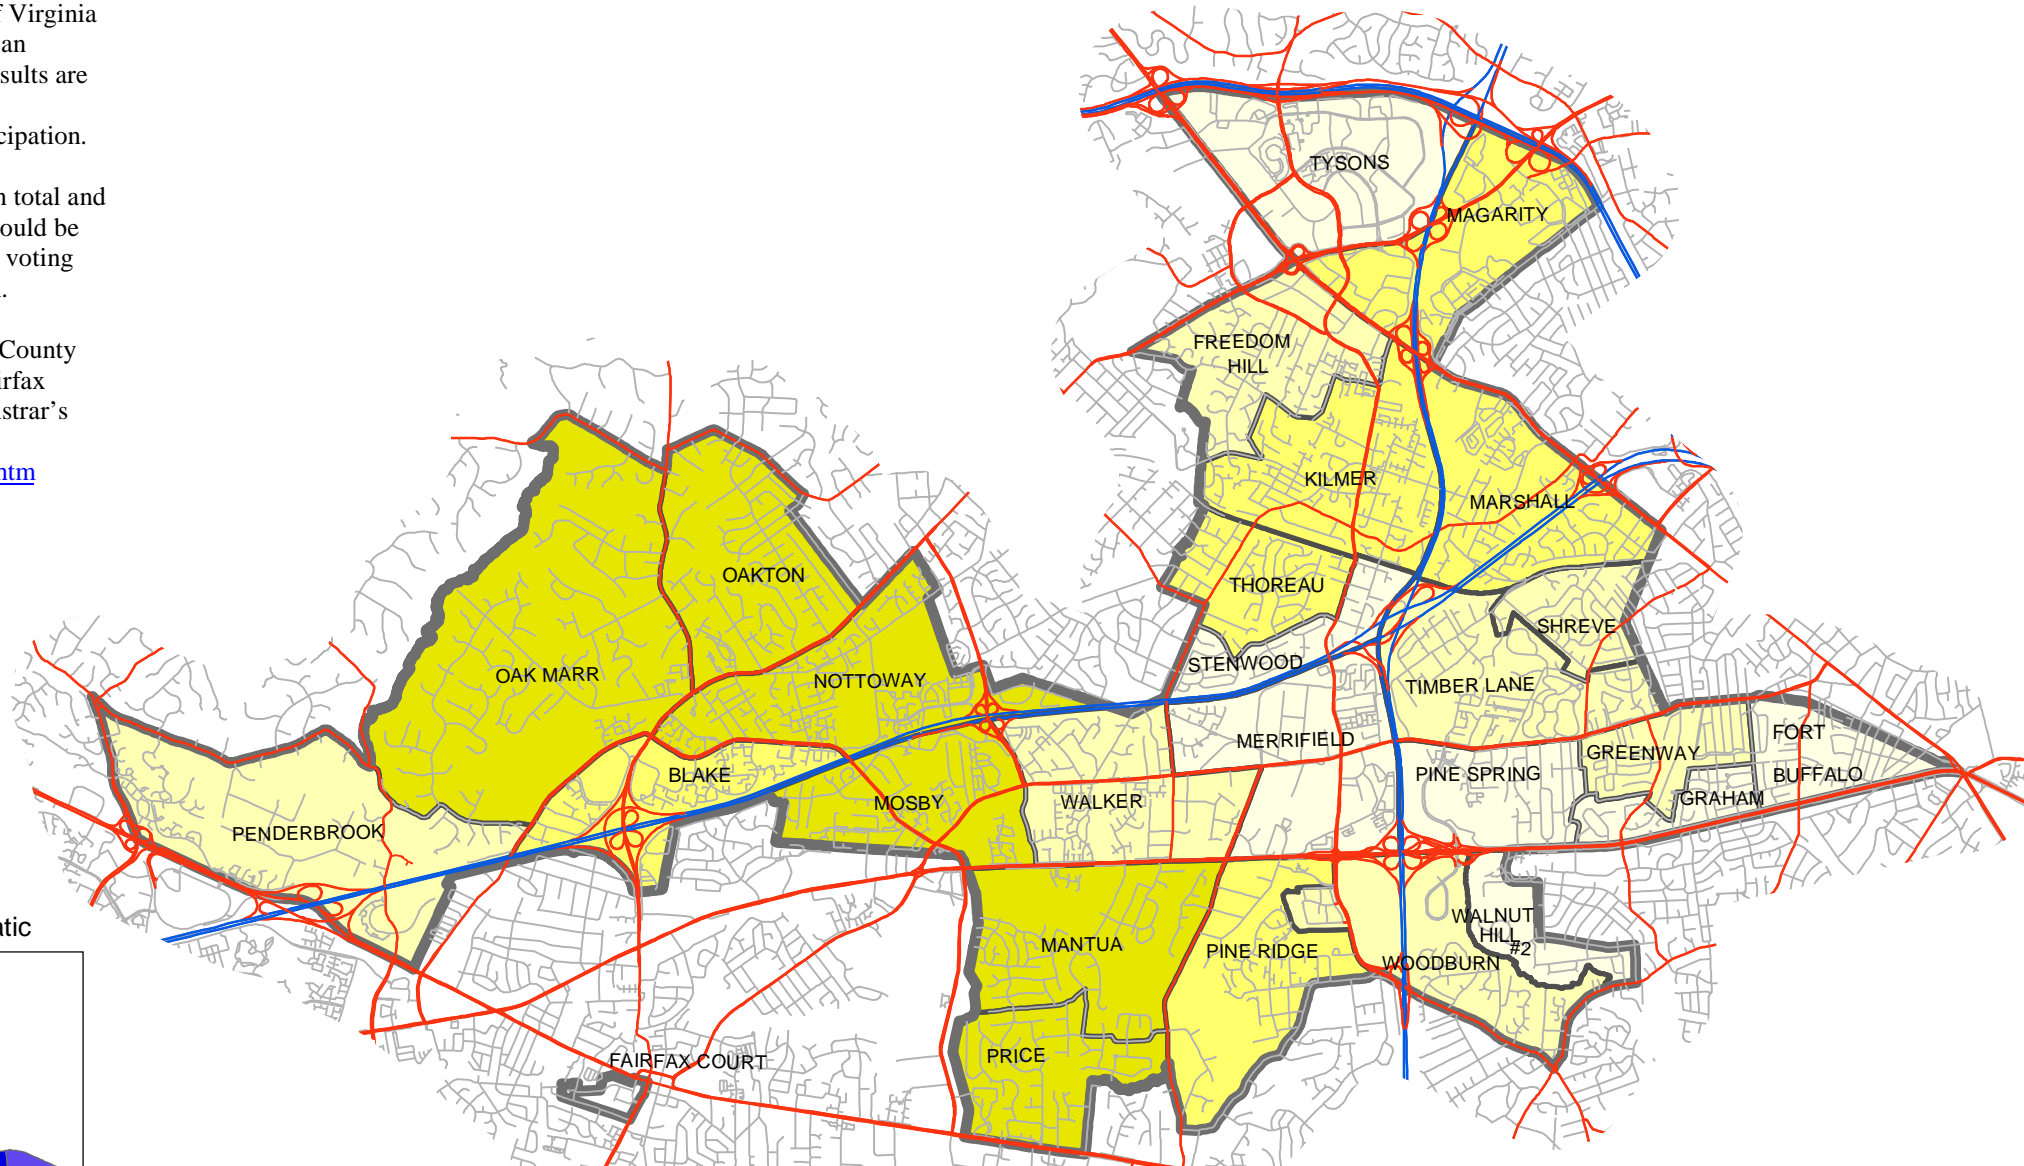 f Virginia
an
sults are
cipation.
n total and
ould be
voting
.
County
irfax
strar's
ntm
atic
TYSONS
MAGARITY
FREEDOM
HILL
KILMER
MARSHALL
OAKTON
THOREAU
SHREVE
OAK MARR
NOTTOWAY
STENWOOD
TIMBER LANE
MERRIFIELD
GREENWAY
FORT
BUFFALO
BLAKE
PINE SPRING
MOSBY
WALKER
GRAHAM
PENDERBROOK
WALNUT
HILL
#2
MANTUA
PINE RIDGE
WOODBURN
PRICE
FAIRFAX COURT